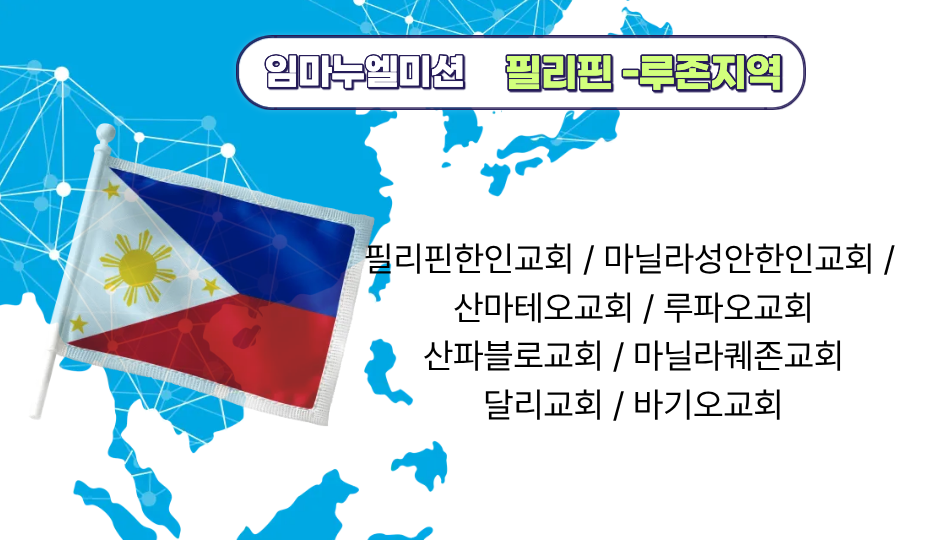 임마누엘미션 필리핀 -루존지역
필리핀한인교회 / 마닐라성안한인교회 /
산마테오교회 / 루파오교회
산파블로교회 / 마닐라퀘존교회
달리교회 / 바기오교회